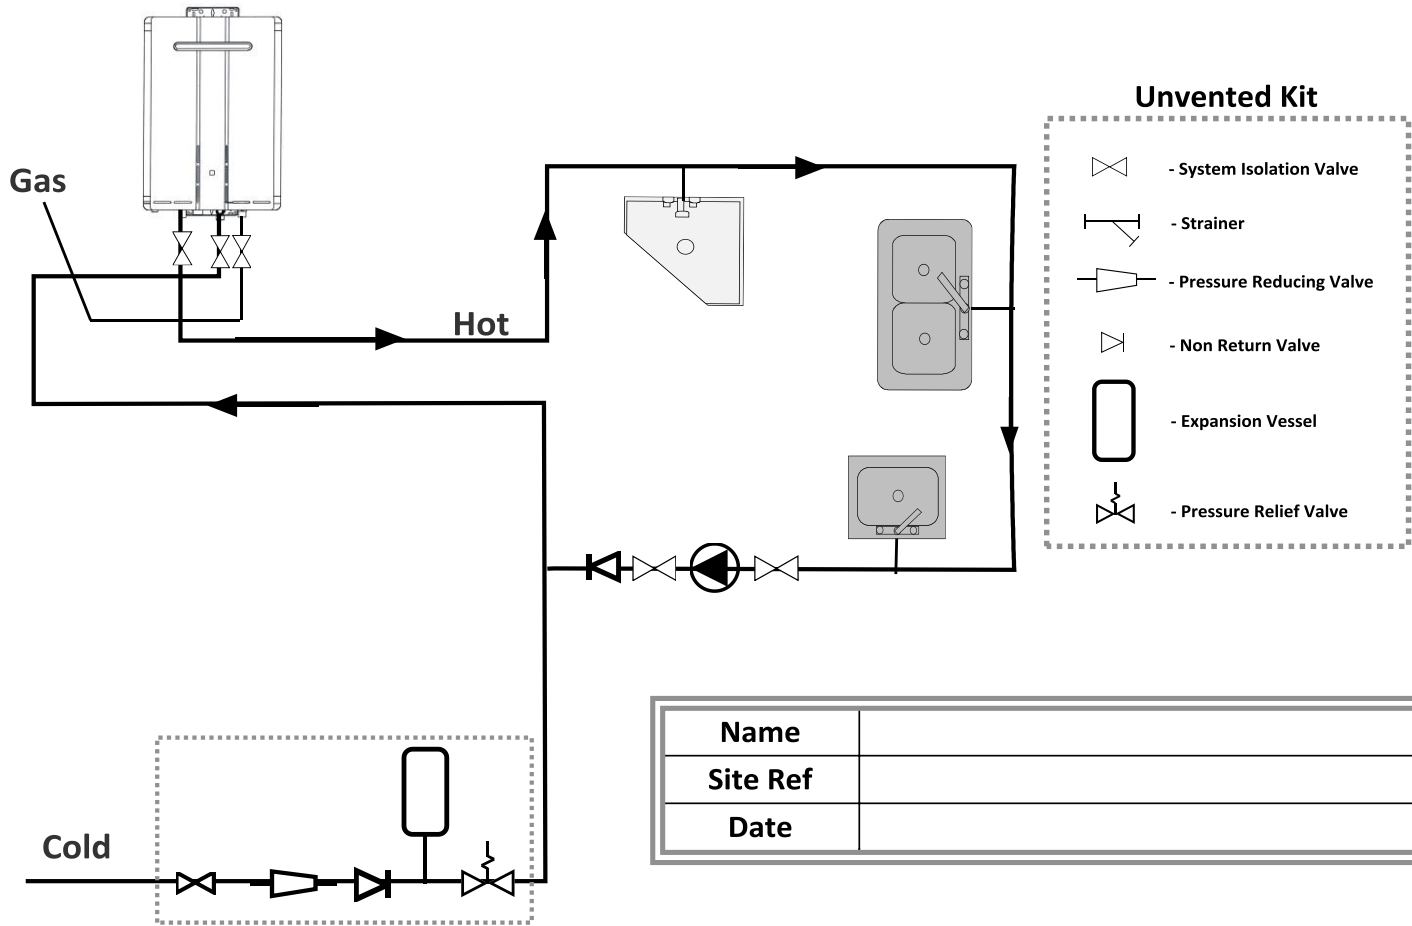 Unvented Kit
Gas
- System Isolation Valve
- Strainer
- Pressure Reducing Valve
Hot
- Non Return Valve
- Expansion Vessel
- Pressure Relief Valve
Name
Site Ref
Date
Cold